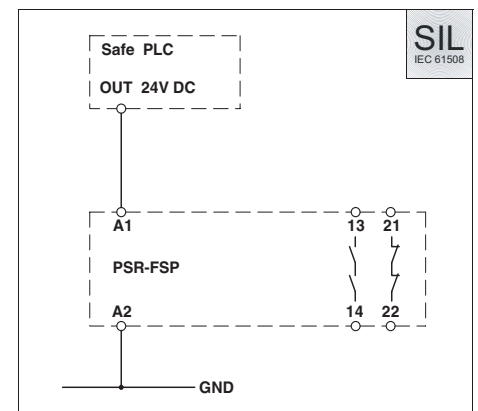 SIL
IEC 61508
Safe PLC
OUT 24V DC
A1
13 21
PSR-FSP
A2
14 22
GND